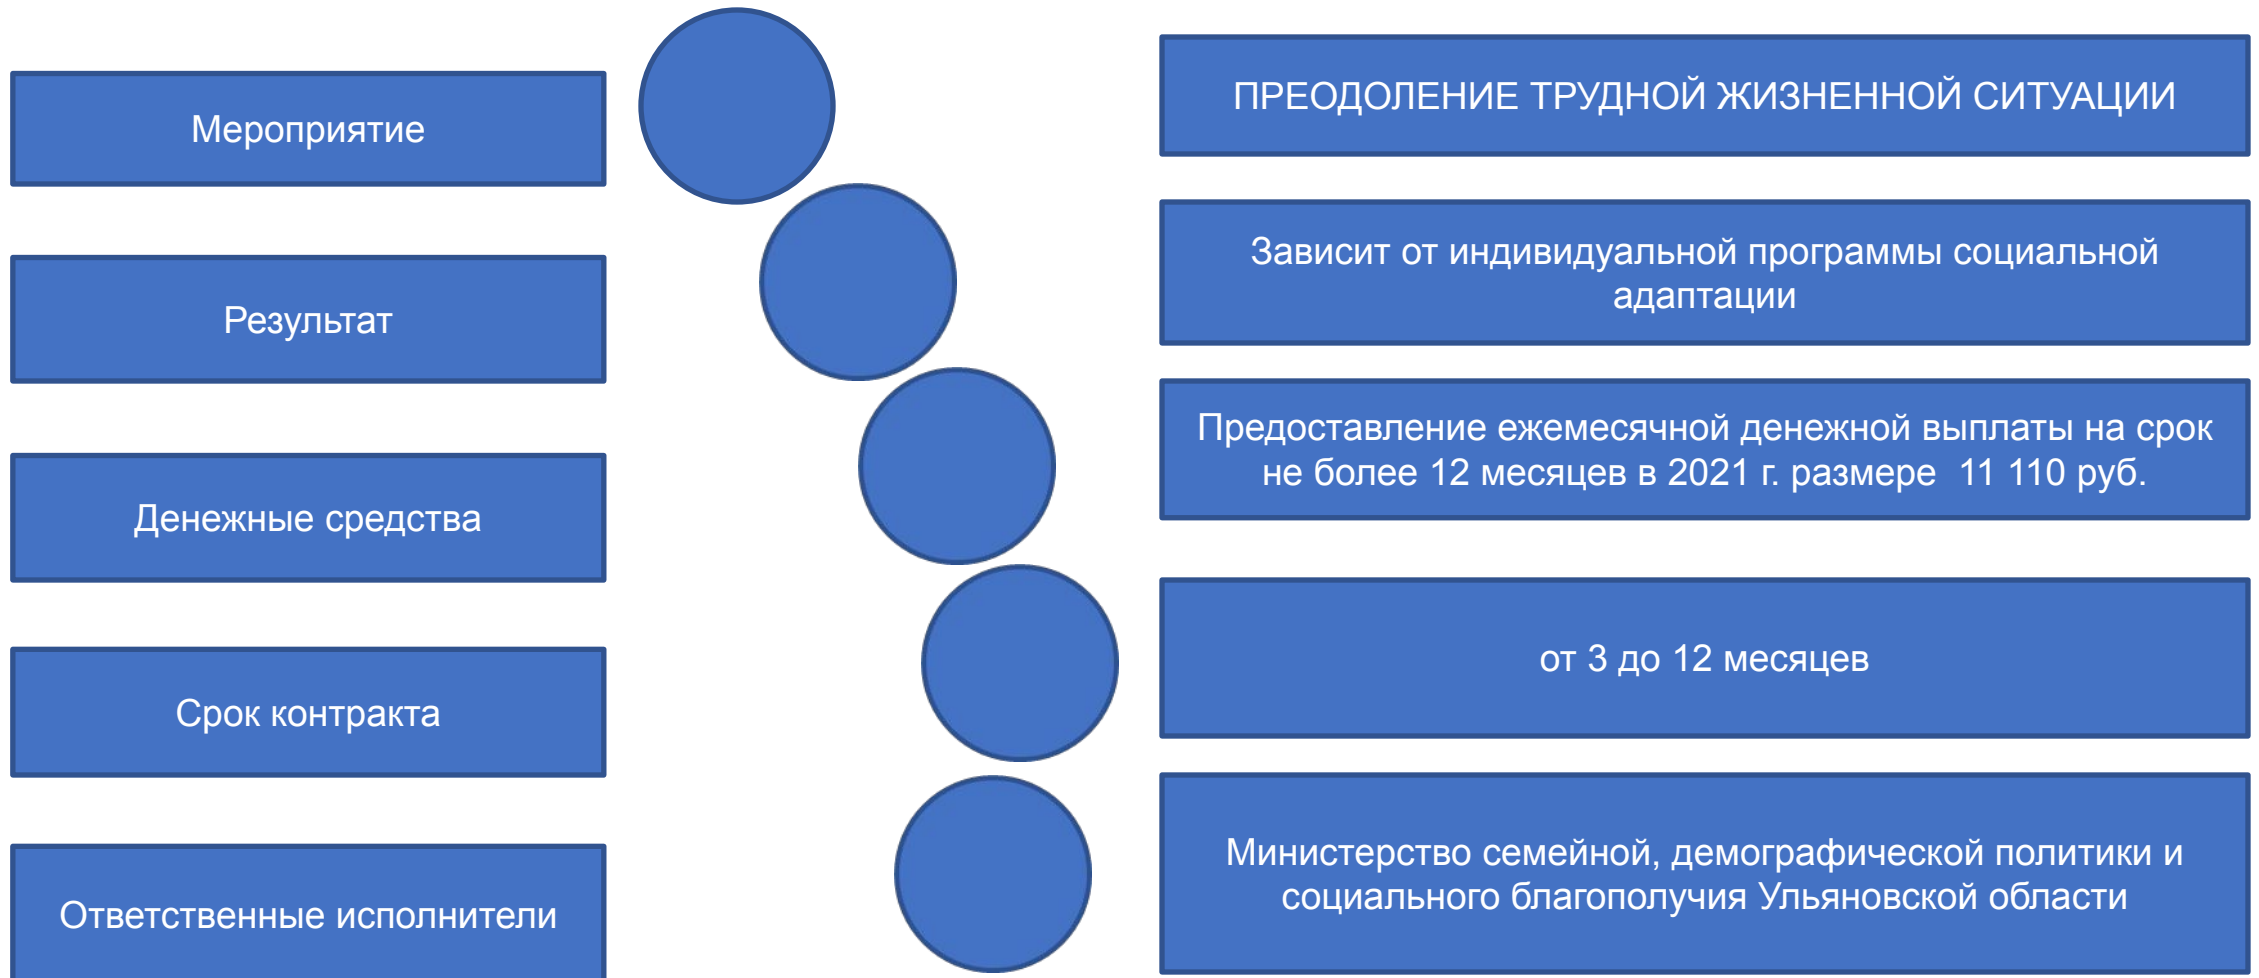 Мероприятие
ПРЕОДОЛЕНИЕ ТРУДНОЙ ЖИЗНЕННОЙ СИТУАЦИИ
Результат
Зависит от индивидуальной программы социальной
адаптации
Денежные средства
Предоставление ежемесячной денежной выплаты на срок
не более 12 месяцев в 2021 г. размере  11 110 руб.
Срок контракта
от 3 до 12 месяцев
Ответственные исполнители
Министерство семейной, демографической политики и
социального благополучия Ульяновской области